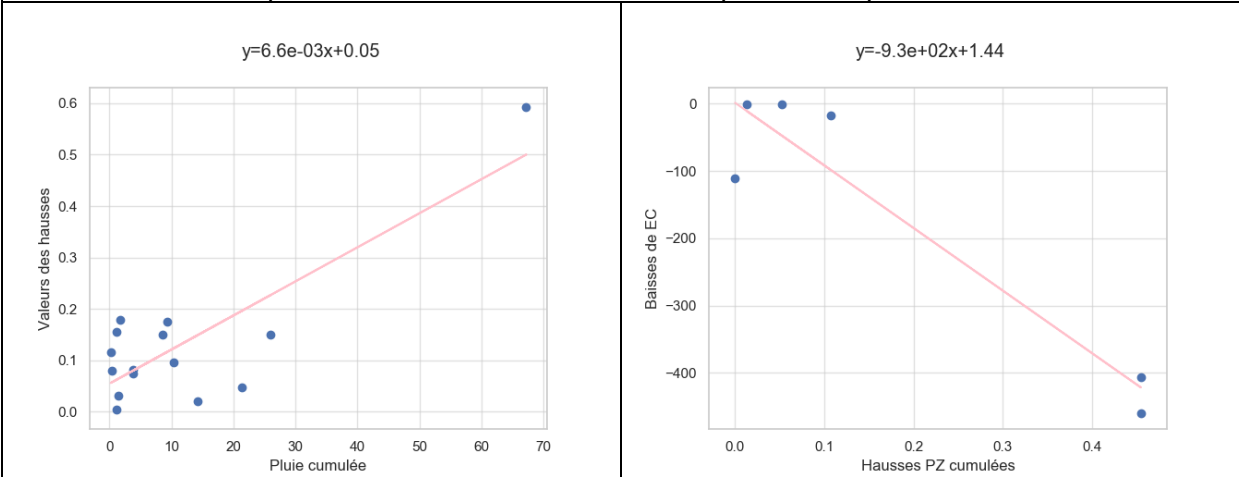 y=6.6e-03x+0.05
0.6
0.5
0.4
0.3
0.2
0.1
0.0
Valeurs des hausses
0 10 20 30 40 50 60 70
Pluie cumulée
y=-9.3e+02x+1.44
0
−100
−200
−300
−400
Baisses de EC
0.0 0.1 0.2 0.3 0.4
Hausses PZ cumulées